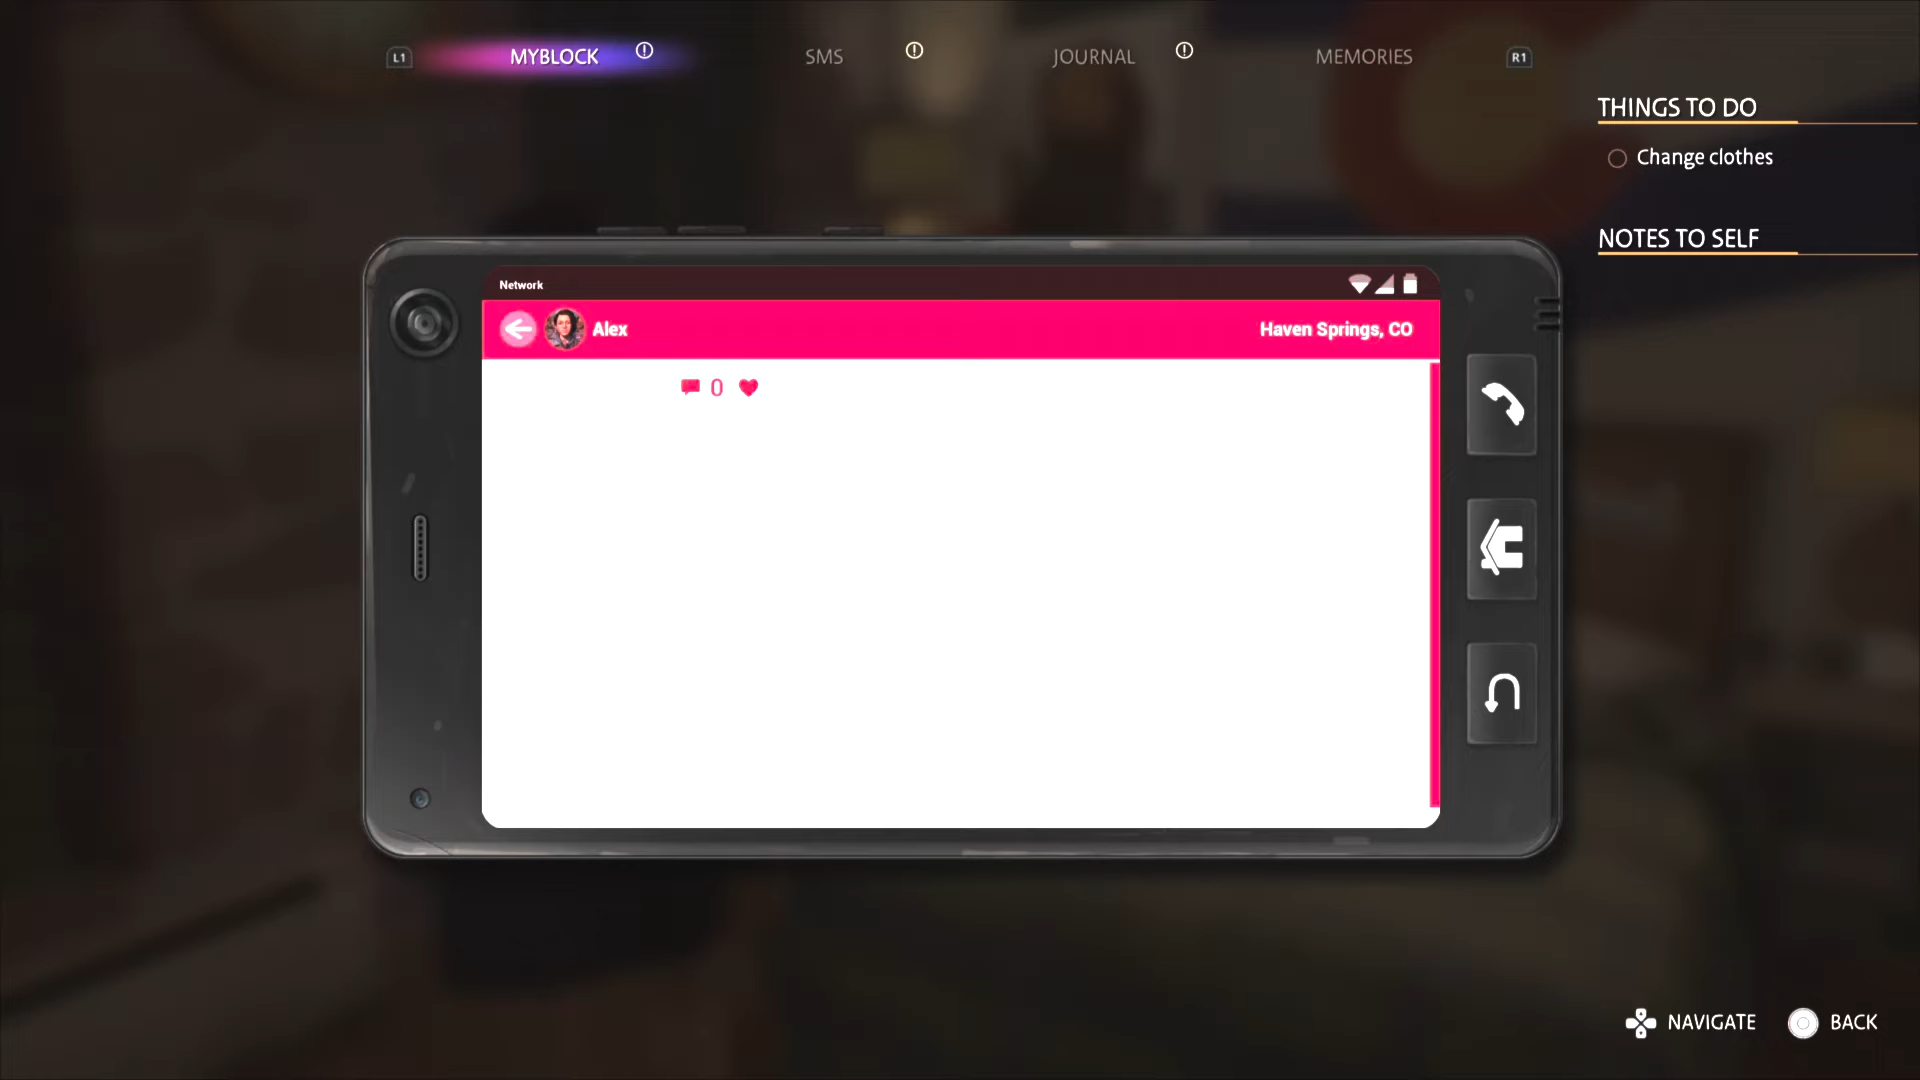 L1
MYBLOCK
SMS
JOURNAL
MEMORIES
R1
THINGS TO DO
Change clothes
NOTES TO SELF
Network
Alex
Haven Springs, CO
0
NAVIGATE
BACK